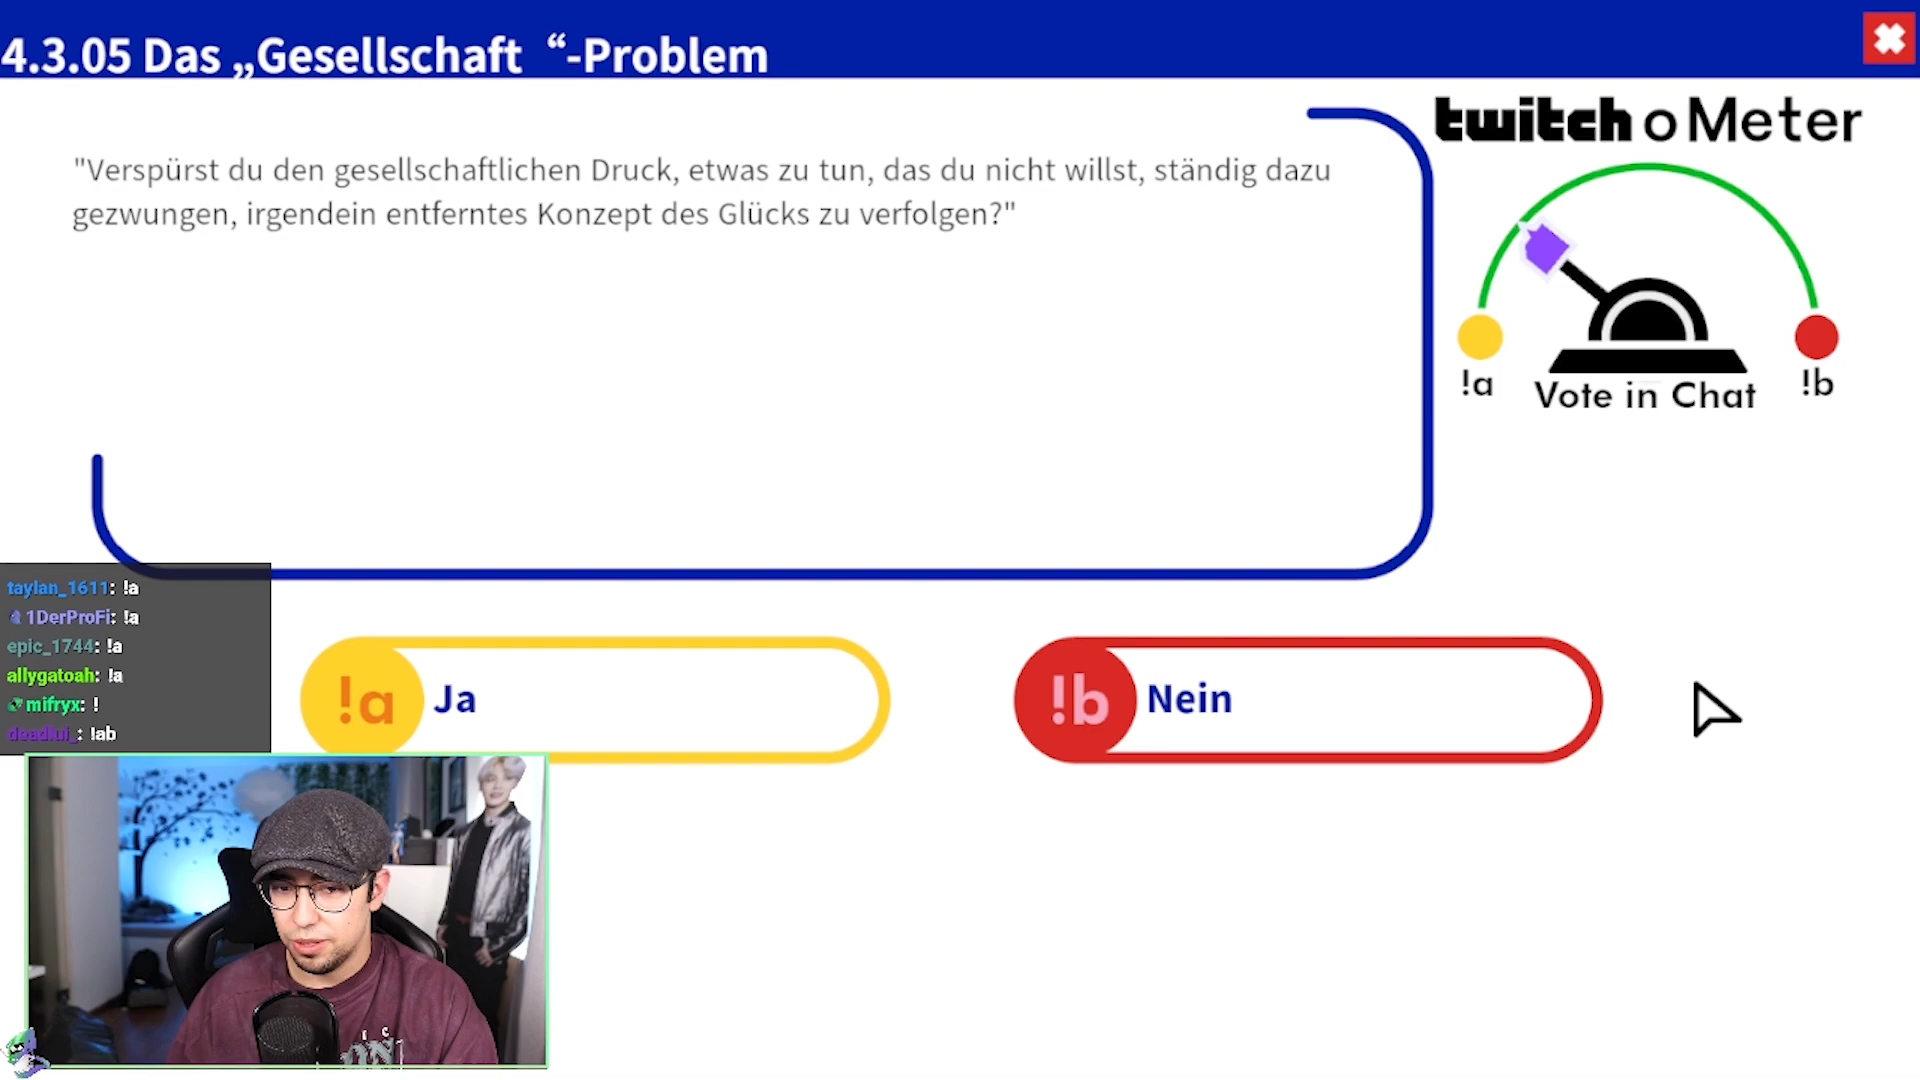 4.3.05 Das „Gesellschaft “-Problem
twitch o Meter
"Verspürst du den gesellschaftlichen Druck, etwas zu tun, das du nicht willst, ständig dazu
gezwungen, irgendein entferntes Konzept des Glücks zu verfolgen?"
!a
Vote in Chat
!b
taylan_1611: !a
1DerProFi: !a
epic_1744: !a
allygatoah: !a
mifryx: !
deadlui_: !ab
!a Ja
!b Nein